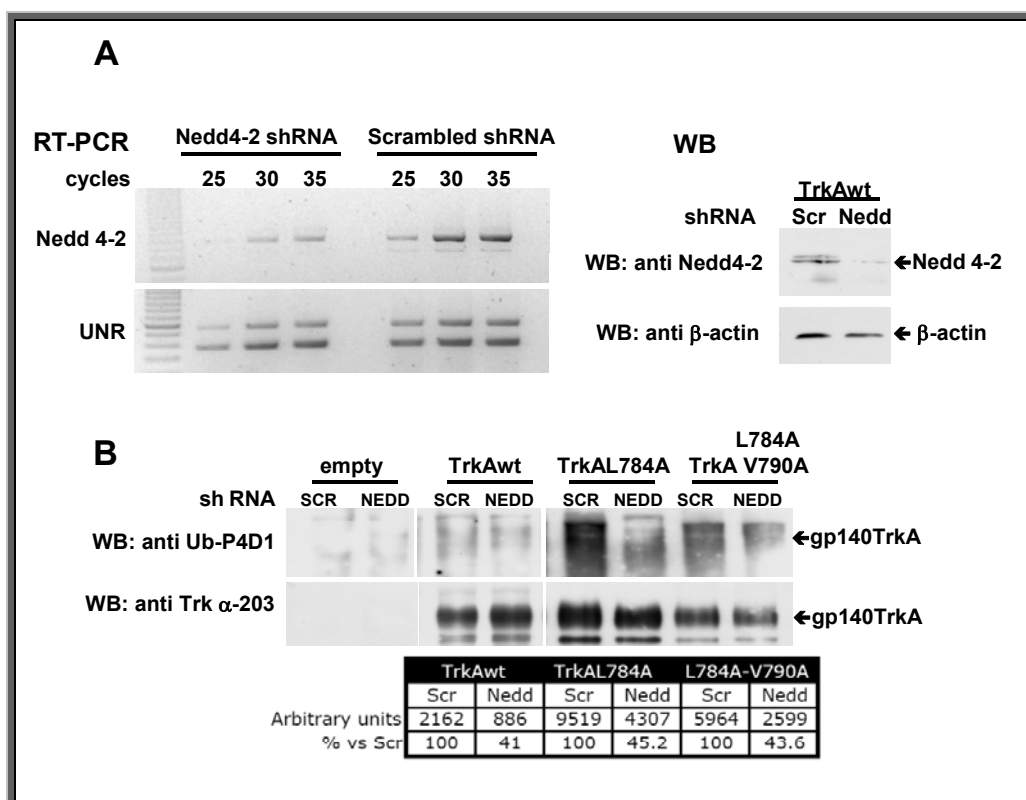 A
RT-PCR
Nedd4-2 shRNA
Scrambled shRNA
cycles 25 30 35 25 30 35
Nedd 4-2
UNR
WB
TrkAwt
shRNA Scr Nedd
WB: anti Nedd4-2
Nedd 4-2
WB: anti β-actin
β-actin
B
empty
TrkAwt
TrkAL784A
L784A
TrkA V790A
sh RNA
SCR NEDD SCR NEDD SCR NEDD SCR NEDD
WB: anti Ub-P4D1
gp140TrkA
WB: anti Trk α-203
gp140TrkA
TrkAwt TrkAL784A L784A-V790A
Scr Nedd Scr Nedd Scr Nedd
Arbitrary units 2162 886 9519 4307 5964 2599
% vs Scr 100 41 100 45.2 100 43.6